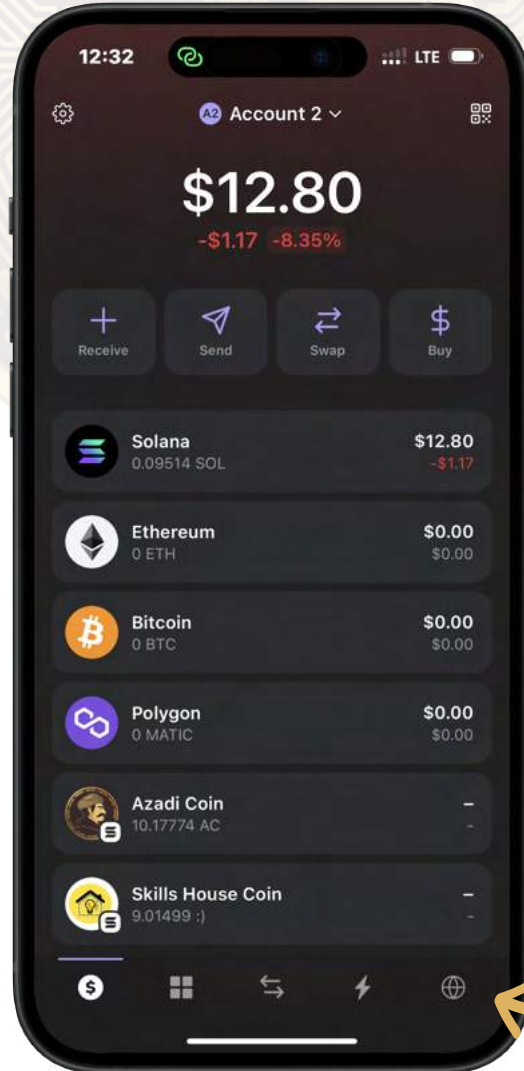 12:32 LTE
A2 Account 2
$12.80
-$1.17 -8.35%
Receive Send Swap Buy
Solana $12.80
0.09514 SOL -$1.17
Ethereum $0.00
0 ETH $0.00
Bitcoin $0.00
0 BTC $0.00
Polygon $0.00
0 MATIC $0.00
Azadi Coin –
10.17774 AC -
Skills House Coin –
9.01499 :) -